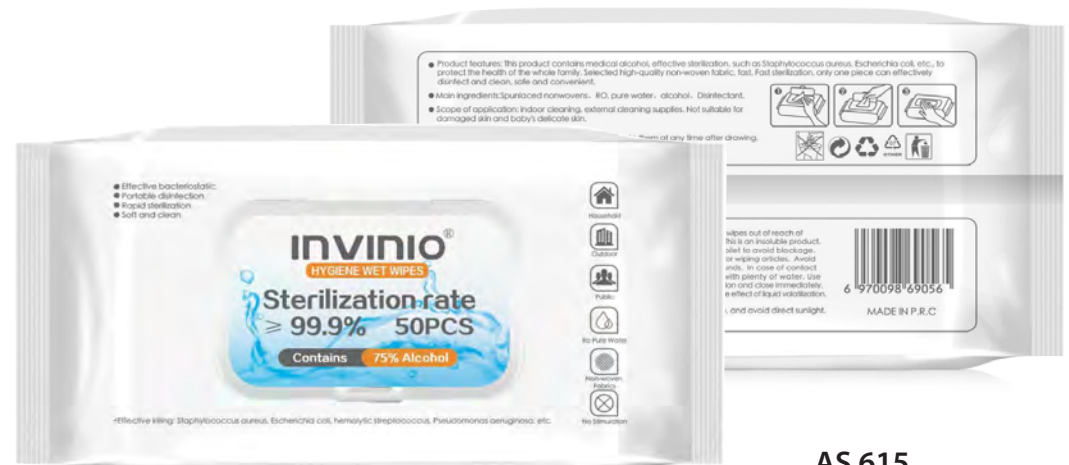 ● Product features: This product contains medical alcohol, effective sterilization, such as Staphylococcus aureus, Escherichia coli, etc., to
protect the health of the whole family. Selected high-quality non-woven fabric, fast. Fast sterilization, only one piece can effectively
disinfect and clean, safe and convenient.
● Main ingredients:Spunlaced nonwovens、RO, pure water、alcohol、Disinfectant.
● Scope of application: Indoor cleaning, external cleaning supplies. Not suitable for
damaged skin and baby's delicate skin.
them at any time after drawing.
1 2 3
OTHER
wipes out of reach of
This is an insoluble product.
toilet to avoid blockage.
or wiping articles. Avoid
In case of contact
with plenty of water. Use
and close immediately.
effect of liquid volatilization.
and avoid direct sunlight.
6 970098 69056
MADE IN P.R.C
● Effective bacteriostatic
● Portable disinfection
● Rapid sterilization
● Soft and clean
INVINIO®
HYGIENE WET WIPES
Sterilization rate
≥ 99.9% 50PCS
Contains 75% Alcohol
Household
Outdoor
Public
Ro Pure Water
Non-woven
Fabrics
No Stimulation
Effective killing: Staphylococcus aureus, Escherichia coli, hemolytic streptococcus, Pseudomonas aeruginosa; etc.
AS 615